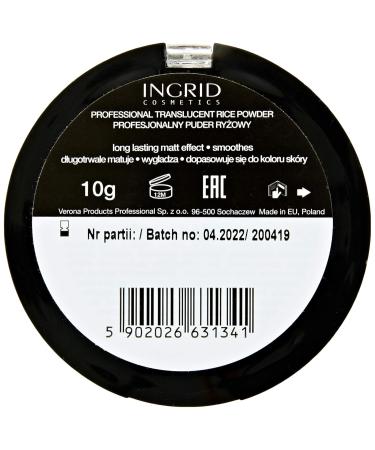 INGRID
COSMETICS
PROFESSIONAL TRANSLUCENT RICE POWDER
PROFESJONALNY PUDER RYŻOWY
long lasting matt effect • smoothes
długotrwale matuje • wygładza • dopasowuje się do koloru skóry
10g 12M EAC
Verona Products Professional Sp. z o.o. 96-500 Sochaczew Made in EU, Poland
Nr partii: / Batch no: 04.2022/ 200419
5 902026 631341